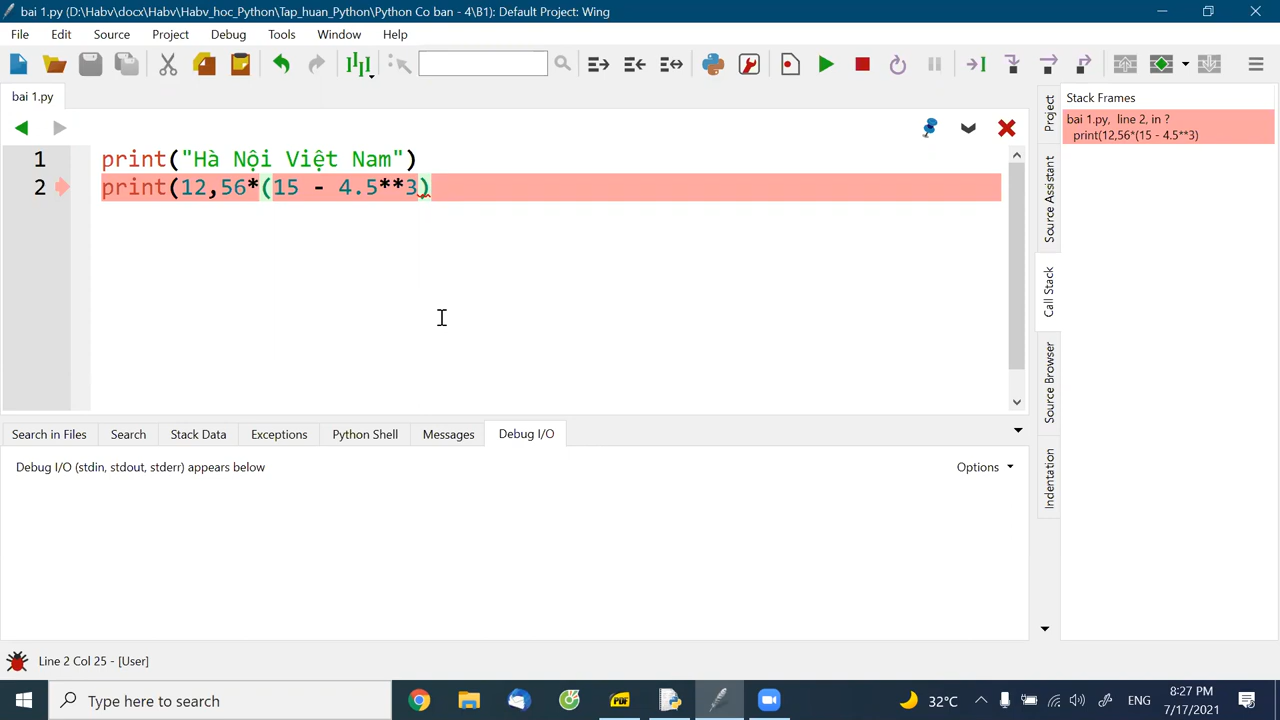 bai 1.py (D:\Habv\docx\Habv\Habv_hoc_Python\Tap_huan_Python\Python Co ban - 4\B1): Default Project: Wing
File Edit Source Project Debug Tools Window Help
bai 1.py
1 print("Hà Nội Việt Nam")
2 print(12,56*(15 - 4.5**3)
Project
Source Assistant
Call Stack
Source Browser
Indentation
Stack Frames
bai 1.py, line 2, in ?
print(12,56*(15 - 4.5**3)
Search in Files Search Stack Data Exceptions Python Shell Messages Debug I/O
Debug I/O (stdin, stdout, stderr) appears below Options
Line 2 Col 25 - [User]
Type here to search
PDF
32°C ENG 8:27 PM
7/17/2021